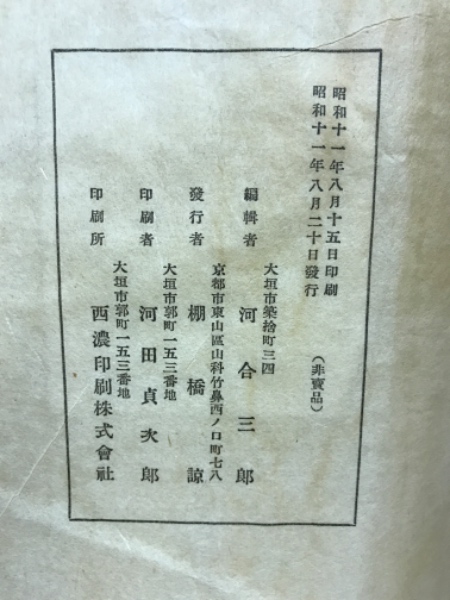 昭和十一年八月十五日印刷
昭和十一年八月二十日發行
(非賣品)
大垣市築捨町三四
編輯者 河合三郎
京都市東山區山科竹鼻西ノ口町七八
發行者 棚橋諒
大垣市郭町一五三番地
印刷者 河田貞次郎
大垣市郭町一五三番地
印刷所 西濃印刷株式會社